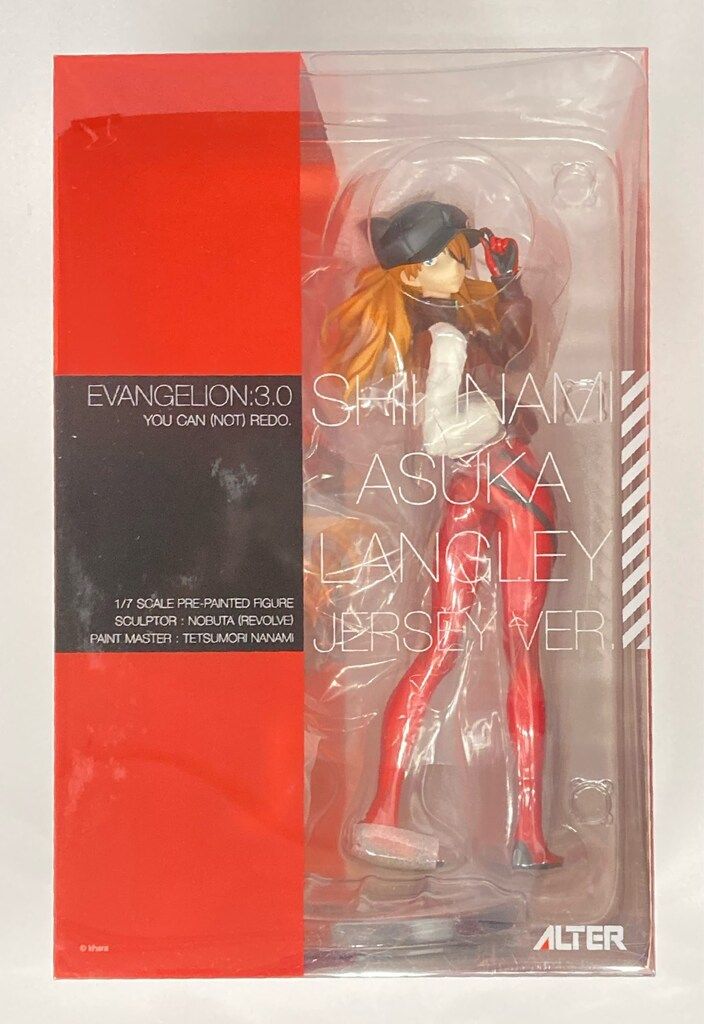 EVANGELION:3.0
YOU CAN (NOT) REDO.
SHIKINAMI
ASUKA
LANGLEY
JERSEY VER.
1/7 SCALE PRE-PAINTED FIGURE
SCULPTOR : NOBUTA (REVOLVE)
PAINT MASTER : TETSUMORI NANAMI
© khara
ALTER